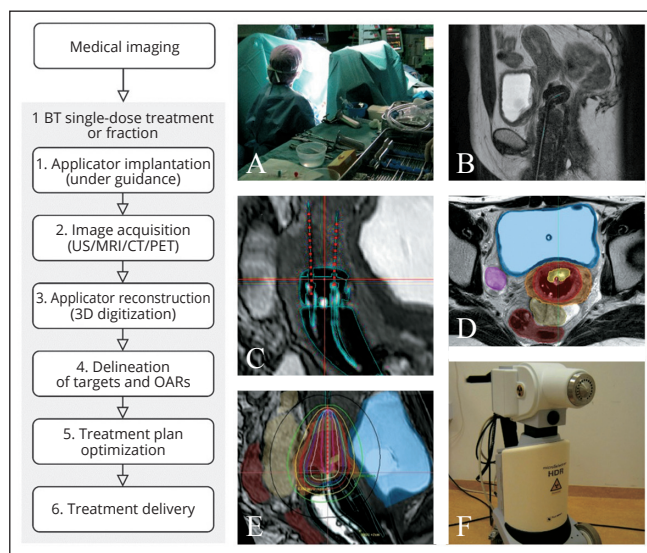 Medical imaging
1 BT single-dose treatment
or fraction
1. Applicator implantation
(under guidance)
2. Image acquisition
(US/MRI/CT/PET)
3. Applicator reconstruction
(3D digitization)
4. Delineation
of targets and OARs
5. Treatment plan
optimization
6. Treatment delivery
A
B
C
D
E
F
HDR